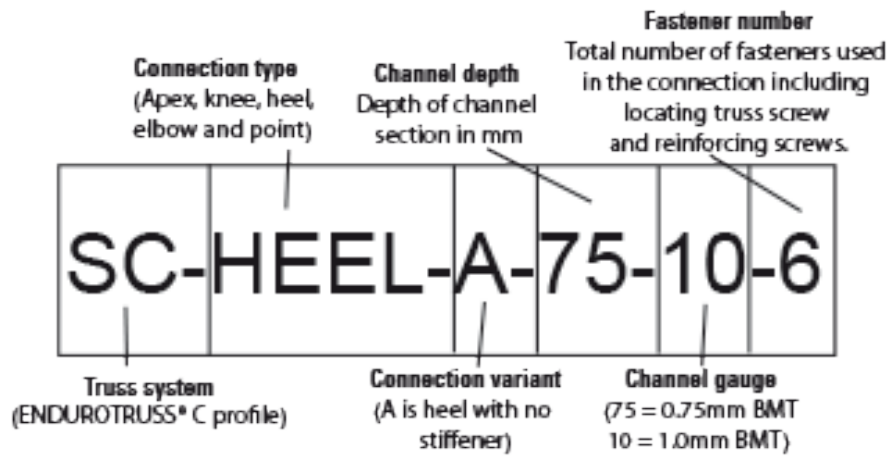 Fastener number
Total number of fasteners used
in the connection including
locating truss screw
and reinforcing screws.
Connection type
(Apex, knee, heel,
elbow and point)
Channel depth
Depth of channel
section in mm
SC-HEEL-A-75-10-6
Truss system
(ENDUROTRUSS® C profile)
Connection variant
(A is heel with no
stiffener)
Channel gauge
(75 = 0.75mm BMT
10 = 1.0mm BMT)